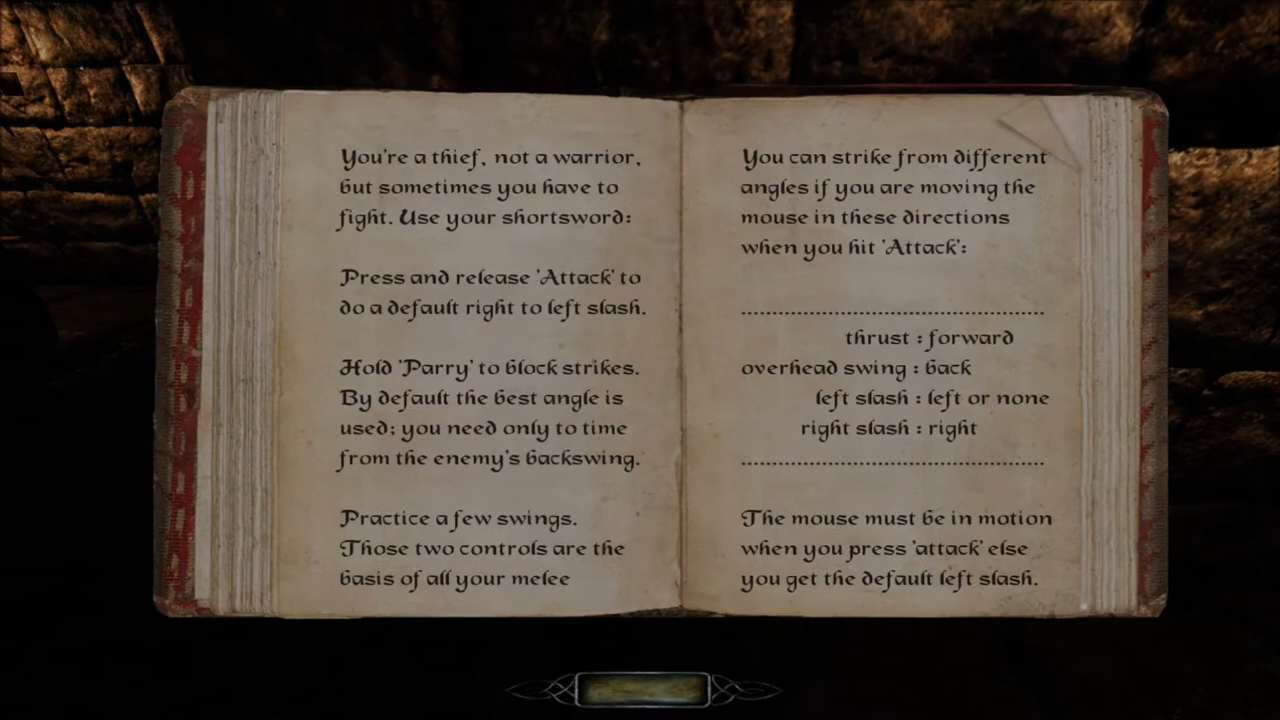 You're a thief, not a warrior,
but sometimes you have to
fight. Use your shortsword:
Press and release 'Attack' to
do a default right to left slash.
Hold 'Parry' to block strikes.
By default the best angle is
used; you need only to time
from the enemy's backswing.
Practice a few swings.
Those two controls are the
basis of all your melee
You can strike from different
angles if you are moving the
mouse in these directions
when you hit 'Attack':
..................................................
thrust : forward
overhead swing : back
left slash : left or none
right slash : right
..................................................
The mouse must be in motion
when you press 'attack' else
you get the default left slash.